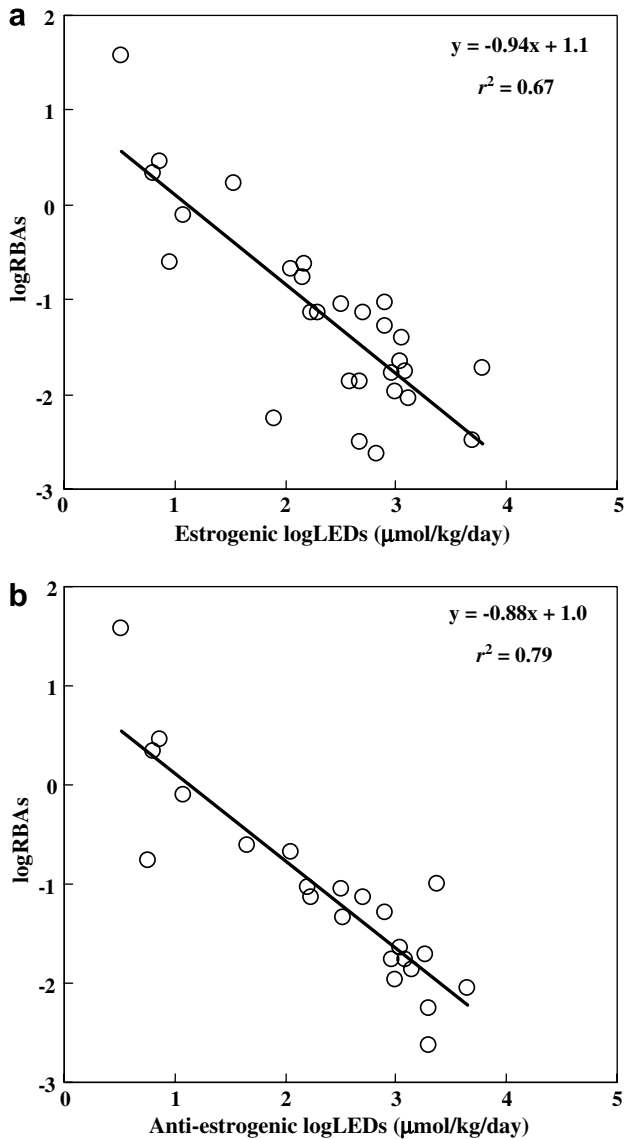 a
y = -0.94x + 1.1
r² = 0.67
2
1
0
-1
-2
-3
logRBAs
0 1 2 3 4 5
Estrogenic logLEDs (μmol/kg/day)
b
y = -0.88x + 1.0
r² = 0.79
2
1
0
-1
-2
-3
logRBAs
0 1 2 3 4 5
Anti-estrogenic logLEDs (μmol/kg/day)